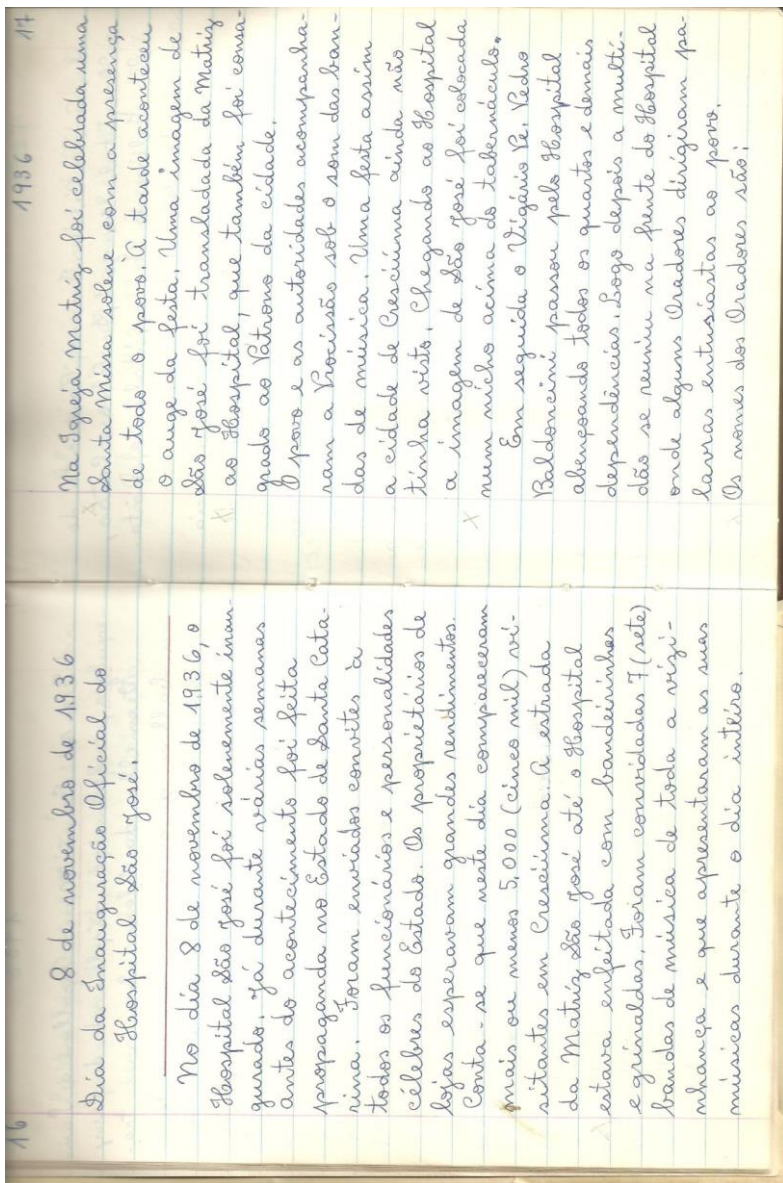 16
8 de novembro de 1936
Dia da Inauguração Oficial do
Hospital São José.
No dia 8 de novembro de 1936, o
Hospital São José foi solenemente inau-
gurado. Já durante várias semanas
antes do acontecimento foi feita
propaganda no Estado de Santa Cata-
rina. Foram enviados convites à
todos os funcionários e personalidades
célebres do Estado. Os proprietários de
lojas esperavam grandes rendimentos.
Conta-se que neste dia compareceram
mais ou menos 5.000 (cinco mil) vi-
sitantes em Cresciúma. A estrada
da Matriz São José até o Hospital
estava enfeitada com bandeirinhas
e grinaldas. Foram convidadas 7 (sete)
bandas de música de toda a vizi-
nhança e que apresentaram as suas
músicas durante o dia inteiro.
1936 17
Na Igreja Matriz foi celebrada uma
Santa Missa solene com a presença
de todo o povo. À tarde aconteceu
o auge da festa. Uma imagem de
São José foi transladada da Matriz
ao Hospital, que também foi consa-
grado ao Patrono da cidade.
O povo e as autoridades acompanha-
ram a Procissão sob o som das ban-
das de música. Uma festa assim
a cidade de Cresciúma ainda não
tinha visto. Chegando ao Hospital
a imagem de São José foi colocada
num nicho acima do tabernáculo.
Em seguida o Vigário Pe. Pedro
Baldoncini passou pelo Hospital
abençoando todos os quartos e demais
dependências. Logo depois a multi-
dão se reuniu na frente do Hospital
onde alguns Oradores dirigiram pa-
lavras entusiastas ao povo.
Os nomes dos Oradores são: